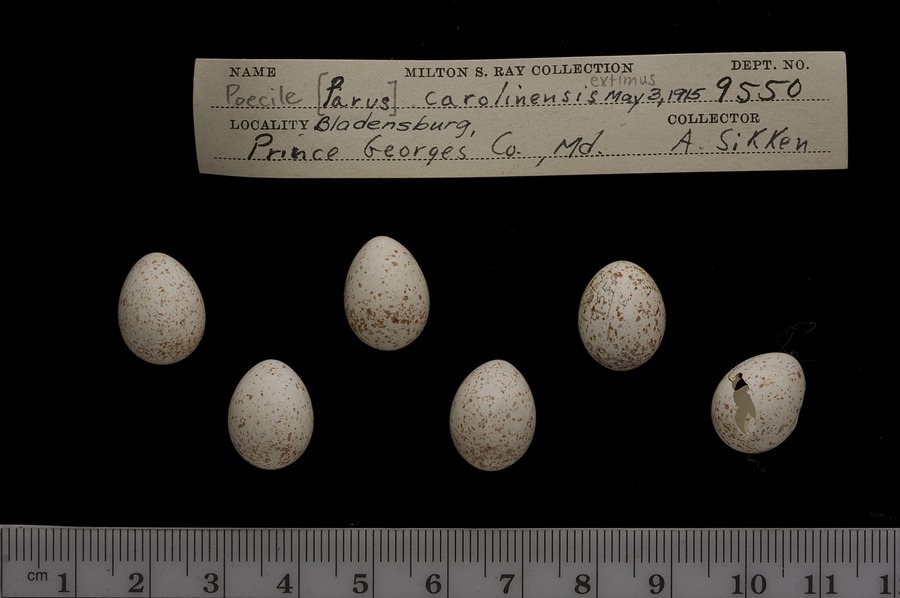 NAME MILTON S. RAY COLLECTION DEPT. NO.
extimus
Poecile [Parus] carolinensis May 3, 1915 9550
LOCALITY Bladensburg, COLLECTOR
Prince Georges Co., Md. A. Sikken
cm 1 2 3 4 5 6 7 8 9 10 11 1